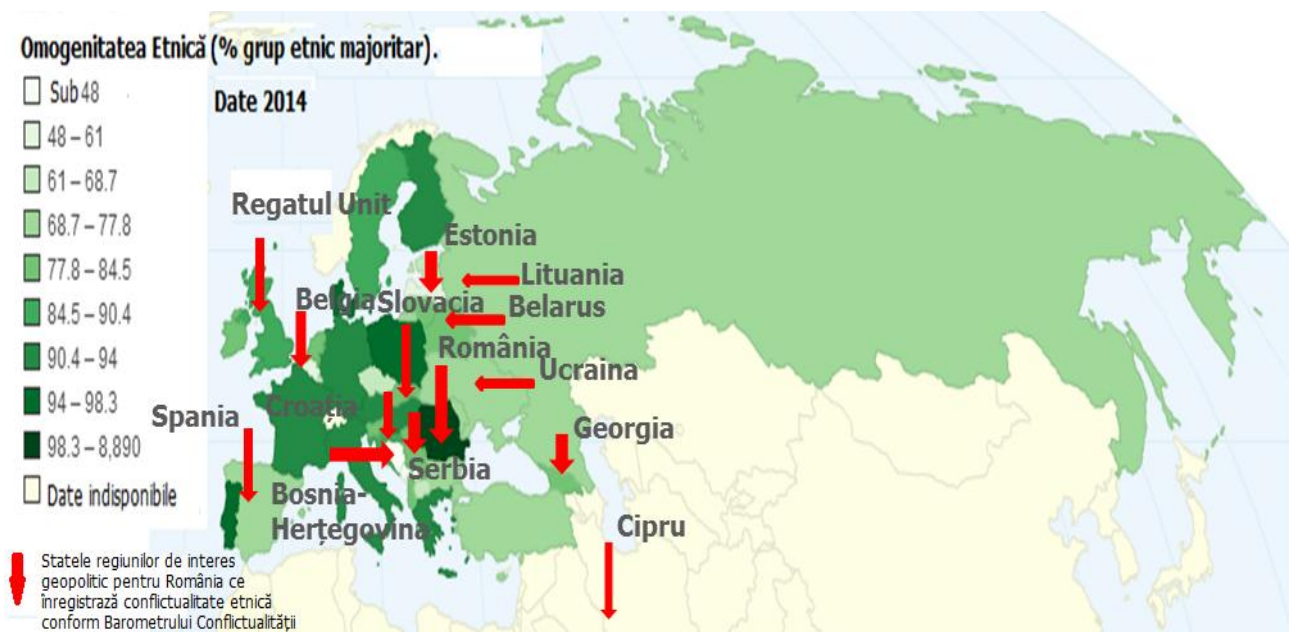 Omogenitatea Etnică (% grup etnic majoritar).
Date 2014
Sub 48
48 – 61
61 – 68.7
68.7 – 77.8
77.8 – 84.5
84.5 – 90.4
90.4 – 94
94 – 98.3
98.3 – 8,890
Date indisponibile
Statele regiunilor de interes
geopolitic pentru România ce
înregistrază conflictualitate etnică
conform Barometrului Conflictualății
Regatul Unit
Estonia
Lituania
Belgia
Slovacia
Belarus
România
Ucraina
Croația
Spania
Georgia
Serbia
Bosnia-
Herțegovina
Cipru